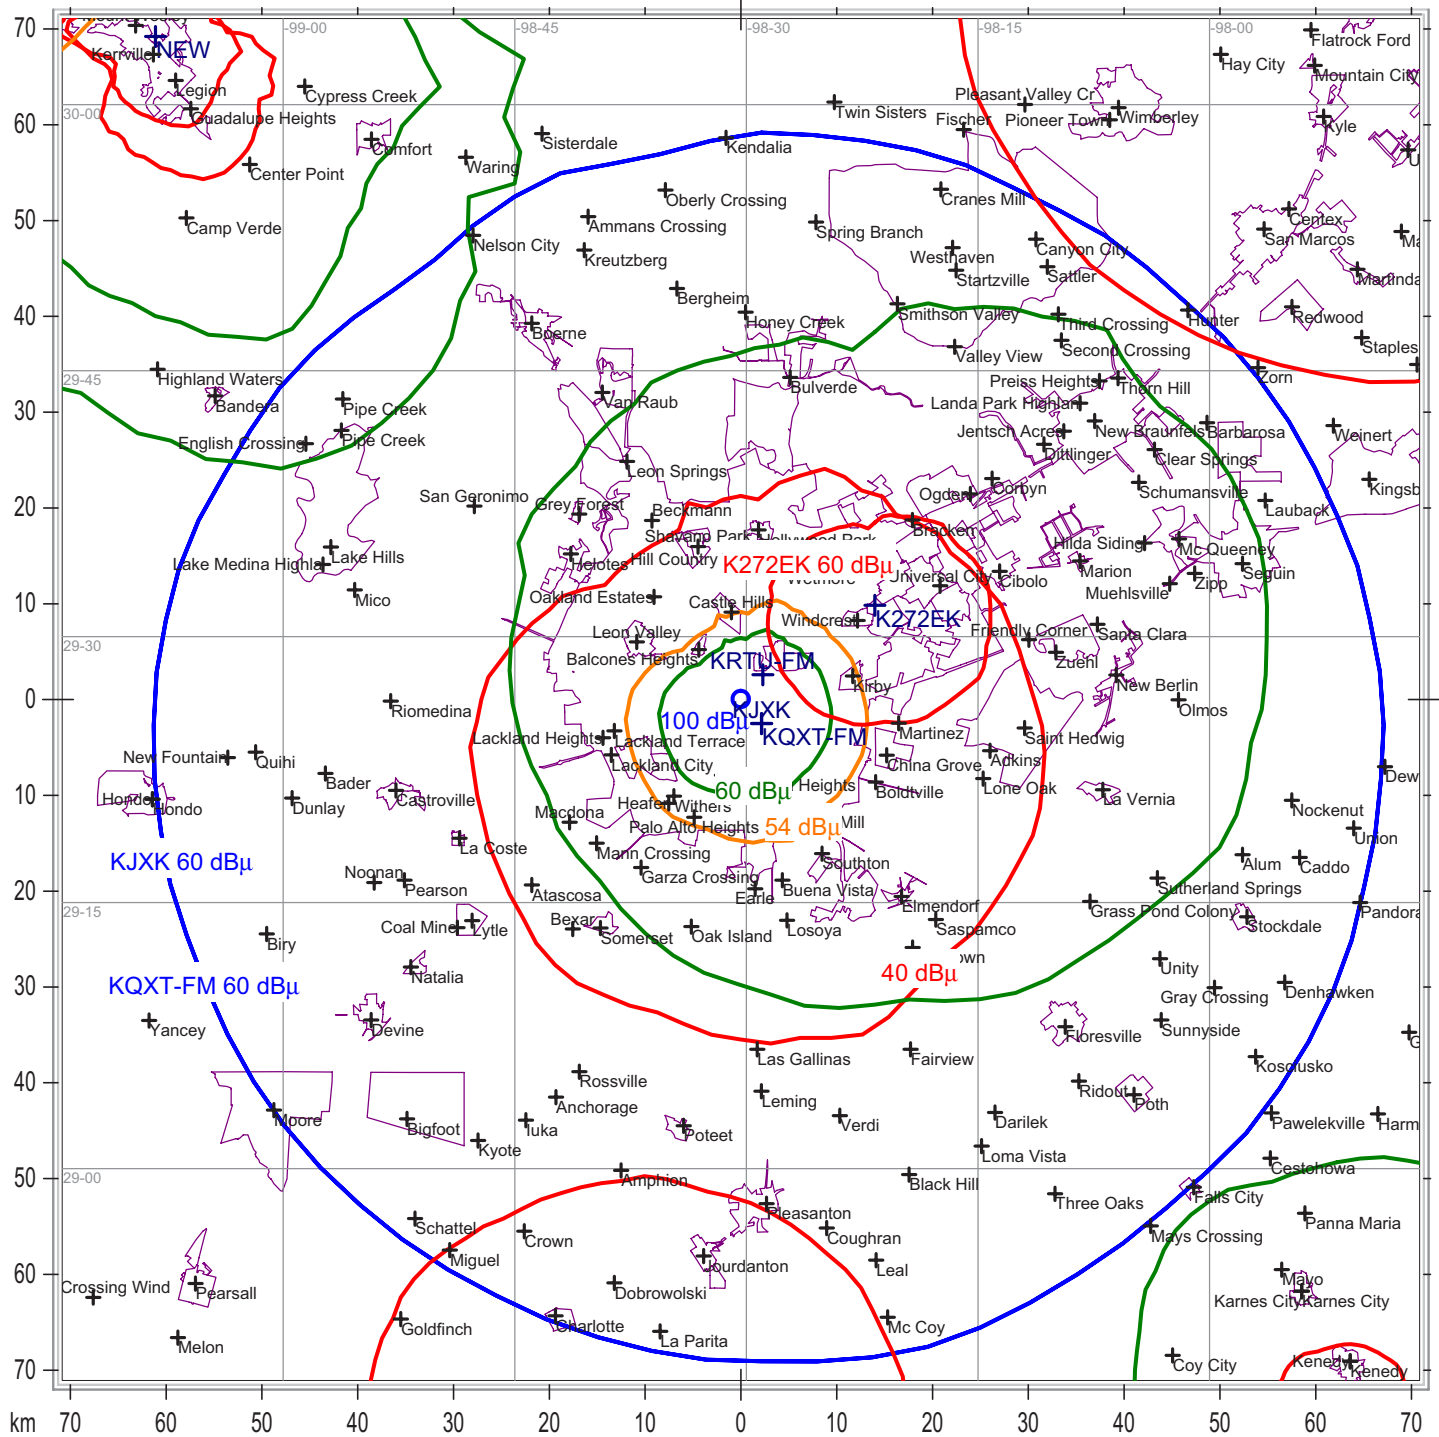 70
-99-00
-98-45
-98-30
-98-15
-98-00
Flatrock Ford
NEW
Kerrville
Hay City
Mountain City
Legion
Cypress Creek
Pleasant Valley Cr
30-00
Guadalupe Heights
Twin Sisters
Fischer
Pioneer Town
Wimberley
Kyle
60
Comfort
Sisterdale
Kendalia
Waring
Center Point
Oberly Crossing
Cranes Mill
50
Camp Verde
Ammans Crossing
Spring Branch
Centex
San Marcos
Nelson City
Kreutzberg
Westhaven
Canyon City
Startzville
Sattler
Martinda
Bergheim
40
Boerne
Honey Creek
Smithson Valley
Third Crossing
Hunter
Redwood
Valley View
Second Crossing
Staples
29-45
Highland Waters
Bulverde
Preiss Heights
Thorn Hill
Zorn
30
Bandera
Pipe Creek
Van Raub
Landa Park Highlan
English Crossing
Pipe Creek
Jentsch Acres
New Braunfels
Barbarosa
Weinert
Dittlinger
Clear Springs
Leon Springs
20
San Geronimo
Grey Forest
Beckmann
Ogden
Corbyn
Schumansville
Lauback
Kingsb
Shavano Park
Hollywood Park
Bracken
Lake Medina Highla
Lake Hills
Helotes
Hill Country
K272EK 60 dBµ
Hilda Siding
Mc Queeney
Wetmore
Universal City
Cibolo
Marion
Zipp
Seguin
Muehlsville
10
Mico
Oakland Estates
Castle Hills
Windcrest
K272EK
Friendly Corner
Santa Clara
29-30
Leon Valley
Balcones Heights
KRTU-FM
Kirby
Zuehl
New Berlin
0
Riomedina
100 dBµ
KJXK
Olmos
KQXT-FM
Martinez
Saint Hedwig
New Fountain
Quihi
Lackland Heights
Lackland Terrace
Lackland City
China Grove
Adkins
Bader
Boldtville
Lone Oak
Dew
10
Hondo
Hondo
Dunlay
Castroville
60 dBµ
Heights
La Vernia
Nockenut
Macdona
Heafer
Withers
Palo Alto Heights
54 dBµ
Mill
Union
KJXK 60 dBµ
La Coste
Mann Crossing
Southton
Alum
Caddo
20
Noonan
Pearson
Atascosa
Garza Crossing
Earle
Buena Vista
Elmendorf
Sutherland Springs
29-15
Grass Pond Colony
Pandora
Coal Mine
Lytle
Bexar
Somerset
Oak Island
Losoya
Saspamco
Stockdale
Biry
own
30
KQXT-FM 60 dBµ
Natalia
40 dBµ
Unity
Gray Crossing
Denhawken
Yancey
Devine
Floresville
Sunnyside
Las Gallinas
Fairview
Kosciusko
40
Rossville
Leming
Ridout
Poth
Anchorage
Moore
Bigfoot
Iuka
Poteet
Verdi
Darilek
Pawelekville
Harm
Kyote
Loma Vista
50
29-00
Amphion
Black Hill
Cestohowa
Falls City
Three Oaks
Pleasanton
Panna Maria
Schattel
Crown
Coughran
Mays Crossing
60
Miguel
Jourdanton
Leal
Mayo
Crossing Wind
Pearsall
Dobrowolski
Karnes City
Karnes City
Goldfinch
Charlotte
Mc Coy
Melon
La Parita
70
Coy City
Kenedy
Kenedy
km 70 60 50 40 30 20 10 0 10 20 30 40 50 60 70